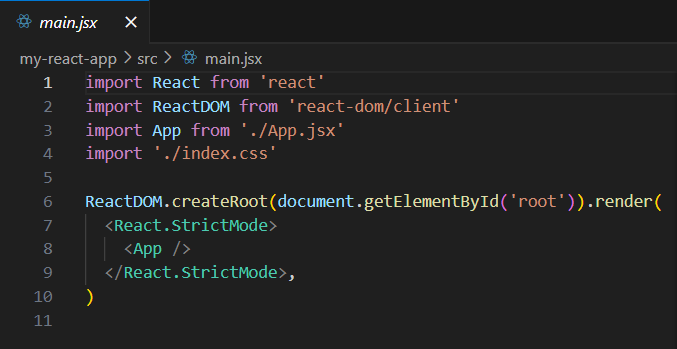 main.jsx ×
my-react-app > src > main.jsx
1 import React from 'react'
2 import ReactDOM from 'react-dom/client'
3 import App from './App.jsx'
4 import './index.css'
5
6 ReactDOM.createRoot(document.getElementById('root')).render(
7   <React.StrictMode>
8     <App />
9   </React.StrictMode>,
10 )
11